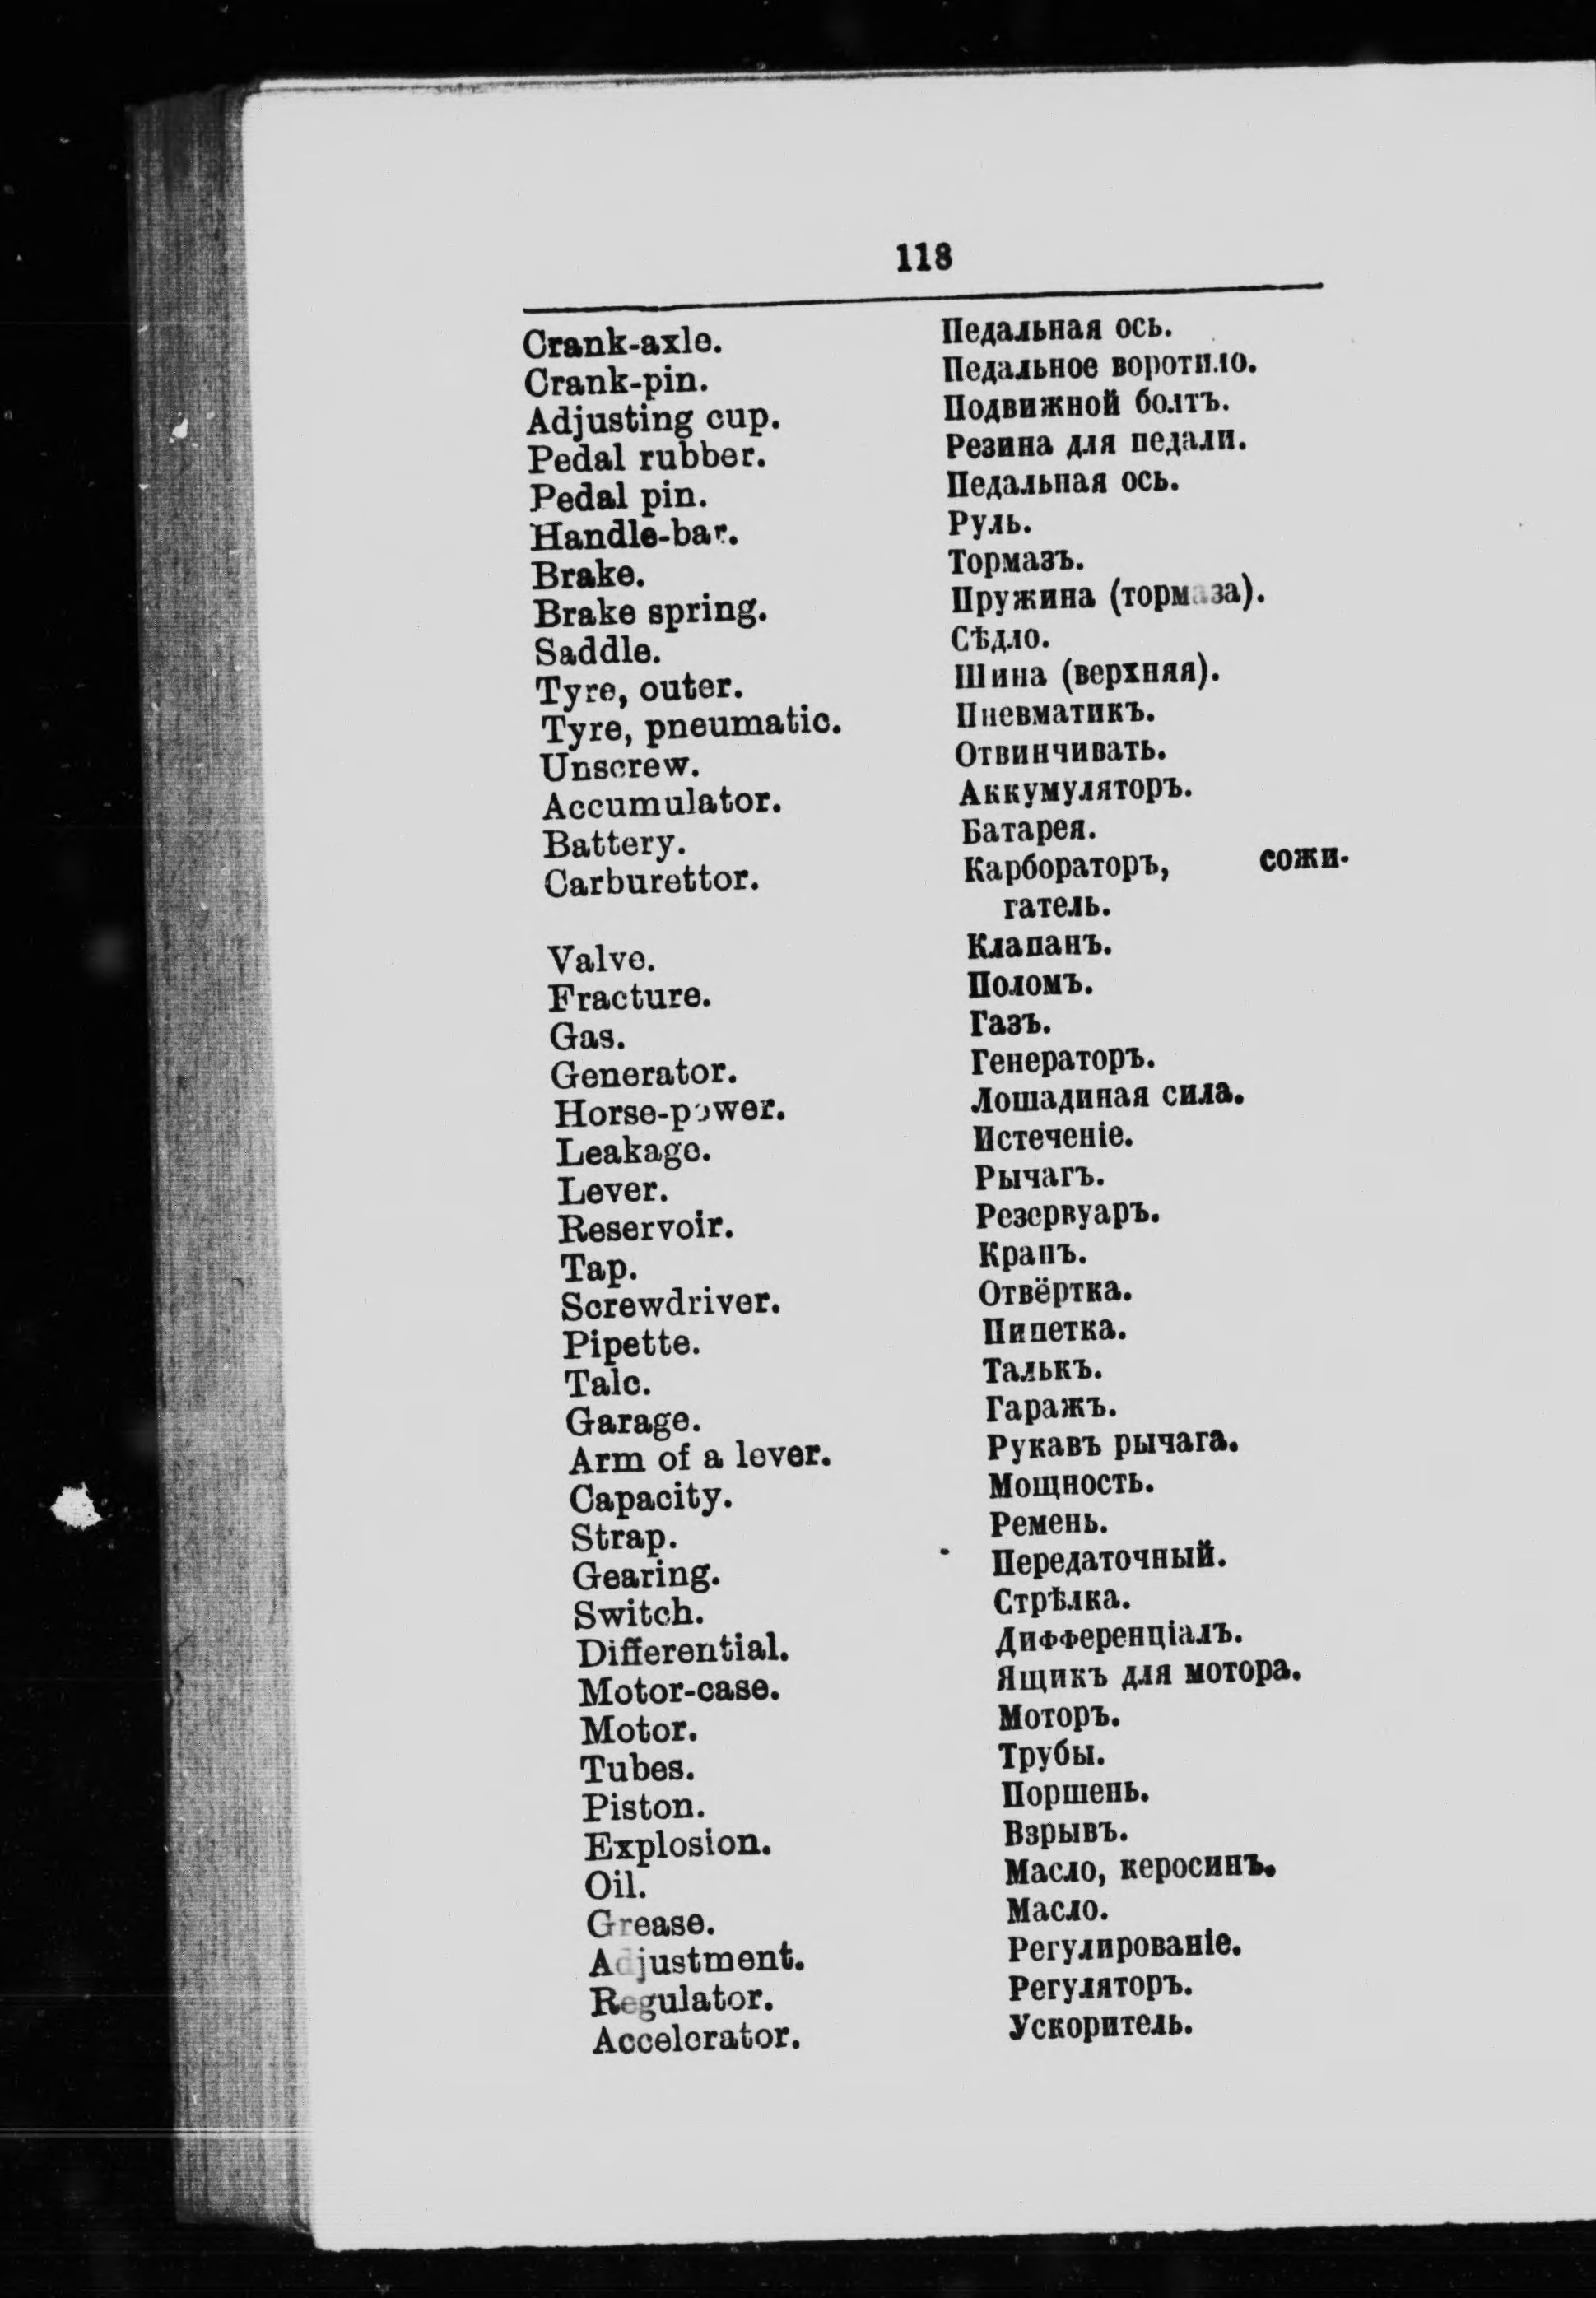 118
Crank-axle. Педальная ось.
Crank-pin. Педальное воротило.
Adjusting cup. Подвижной болтъ.
Pedal rubber. Резина для педали.
Pedal pin. Педальная ось.
Handle-bar. Руль.
Brake. Тормазъ.
Brake spring. Пружина (тормаза).
Saddle. Сѣдло.
Tyre, outer. Шина (верхняя).
Tyre, pneumatic. Пневматикъ.
Unscrew. Отвинчивать.
Accumulator. Аккумуляторъ.
Battery. Батарея.
Carburettor. Карбораторъ, сожи-
гатель.
Valve. Клапанъ.
Fracture. Поломъ.
Gas. Газъ.
Generator. Генераторъ.
Horse-power. Лошадиная сила.
Leakage. Истеченіе.
Lever. Рычагъ.
Reservoir. Резервуаръ.
Tap. Кранъ.
Screwdriver. Отвёртка.
Pipette. Пипетка.
Talc. Талькъ.
Garage. Гаражъ.
Arm of a lever. Рукавъ рычага.
Capacity. Мощность.
Strap. Ремень.
Gearing. Передаточный.
Switch. Стрѣлка.
Differential. Дифференціалъ.
Motor-case. Ящикъ для мотора.
Motor. Моторъ.
Tubes. Трубы.
Piston. Поршень.
Explosion. Взрывъ.
Oil. Масло, керосинъ.
Grease. Масло.
Adjustment. Регулированіе.
Regulator. Регуляторъ.
Accelerator. Ускоритель.